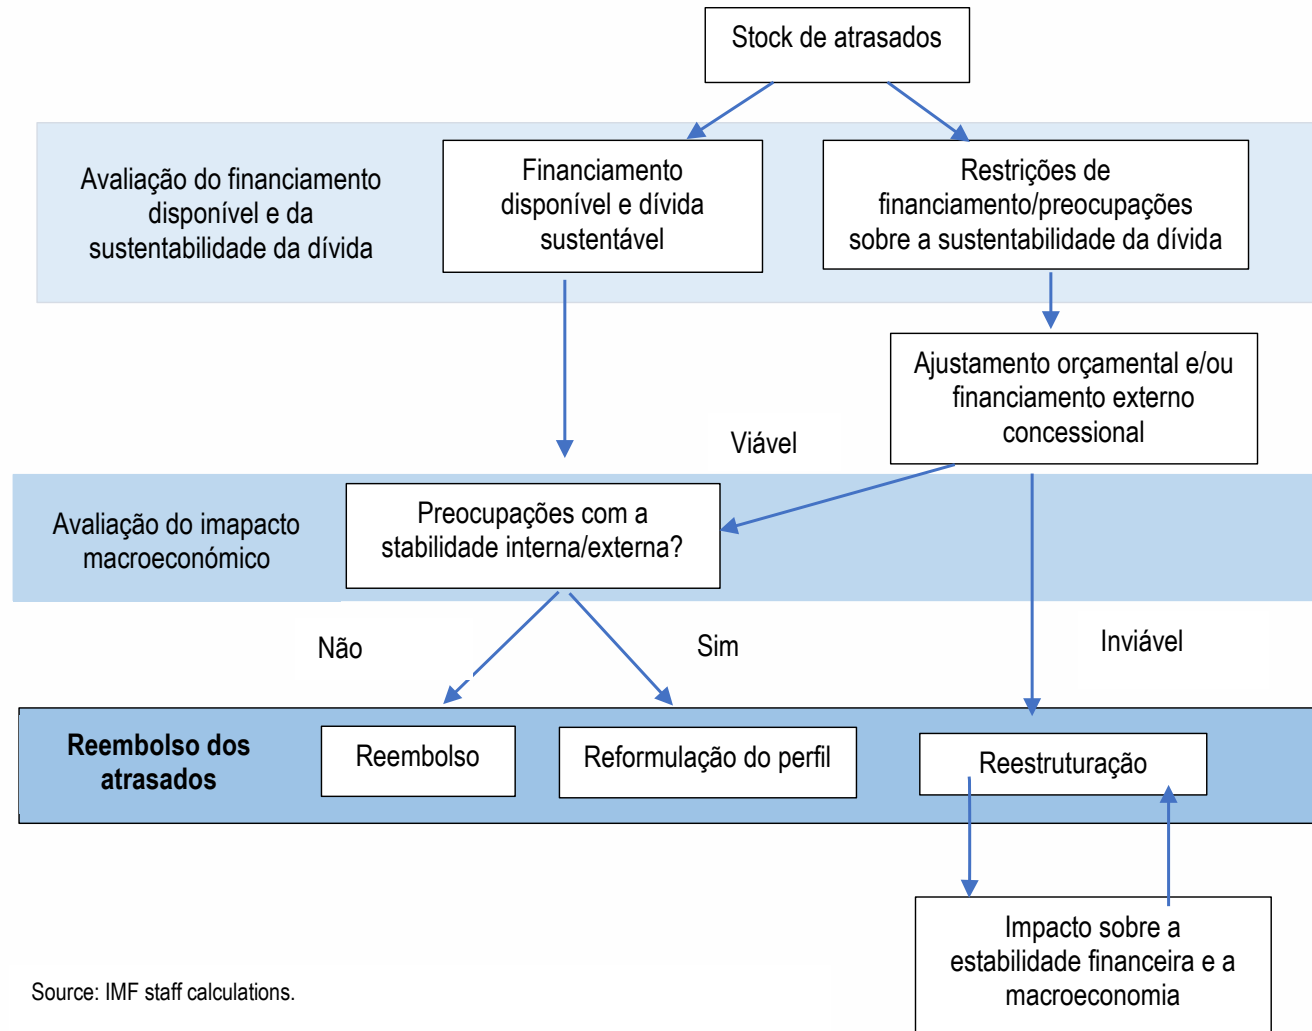 Stock de atrasados
Avaliação do financiamento
disponível e da
sustentabilidade da dívida
Financiamento
disponível e dívida
sustentável
Restrições de
financiamento/preocupações
sobre a sustentabilidade da dívida
Ajustamento orçamental e/ou
financiamento externo
concessional
Viável
Avaliação do imapacto
macroeconómico
Preocupações com a
stabilidade interna/externa?
Não
Sim
Inviável
Reembolso dos
atrasados
Reembolso
Reformulação do perfil
Reestruturação
Impacto sobre a
estabilidade financeira e a
macroeconomia
Source: IMF staff calculations.